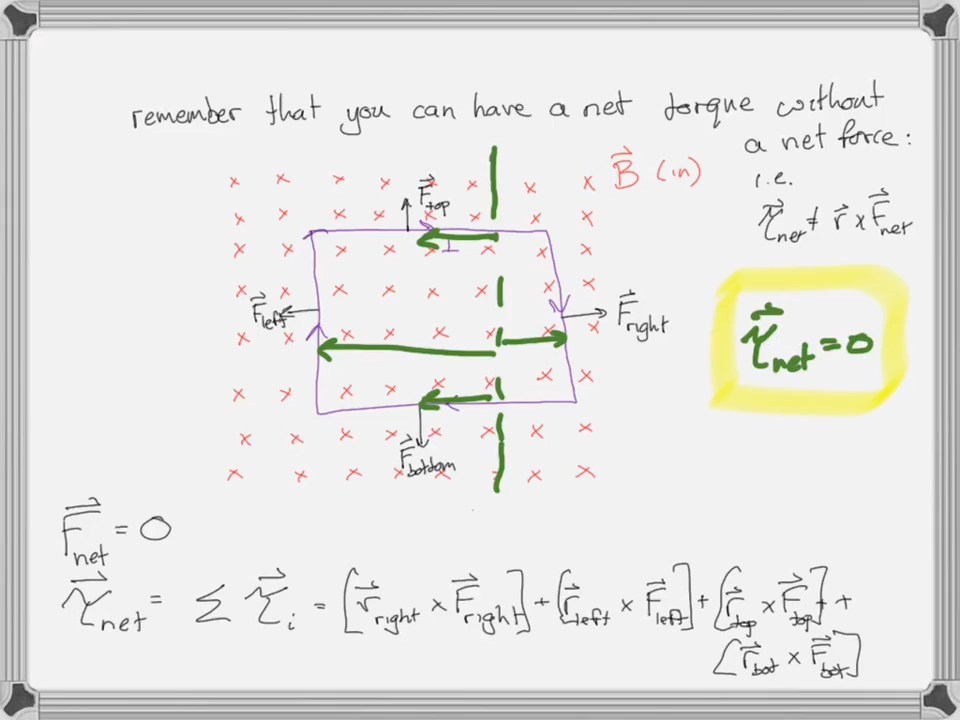 remember that you can have a net torque without
a net force:
i.e.
τ⃗net ≠ r⃗ × F⃗net
B⃗ (in)
F⃗top
I
F⃗left
F⃗right
τ⃗net = 0
F⃗bottom
F⃗net = 0
τ⃗net = Σ τ⃗i = [r⃗right × F⃗right] + [r⃗left × F⃗left] + [r⃗top × F⃗top] +
[r⃗bot × F⃗bot]